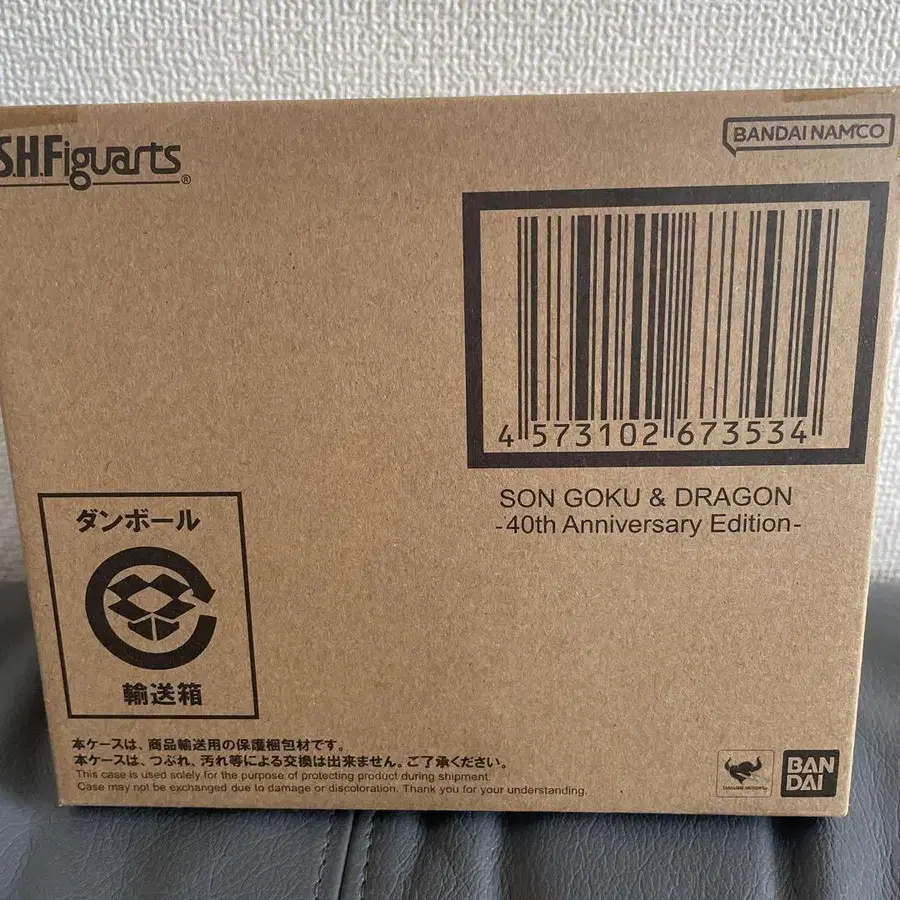 S.H.Figuarts®
BANDAI NAMCO
4 573102 673534
SON GOKU & DRAGON
-40th Anniversary Edition-
ダンボール
輸送箱
本ケースは、商品輸送用の保護梱包材です。
本ケースは、つぶれ、汚れ等による交換は出来ません。ご了承ください。
This case is used solely for the purpose of protecting product during shipment.
Case may not be exchanged due to damage or discoloration. Thank you for your understanding.
BAN
DAI